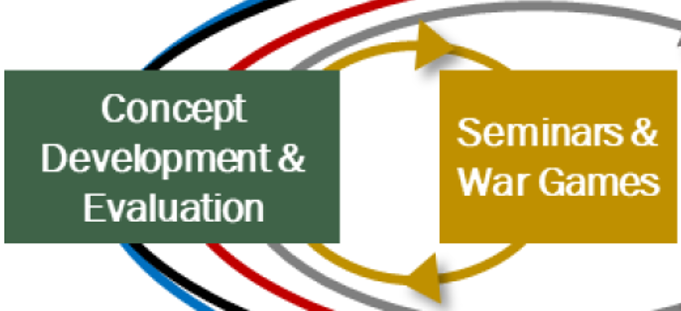 Concept
Development &
Evaluation
Seminars &
War Games